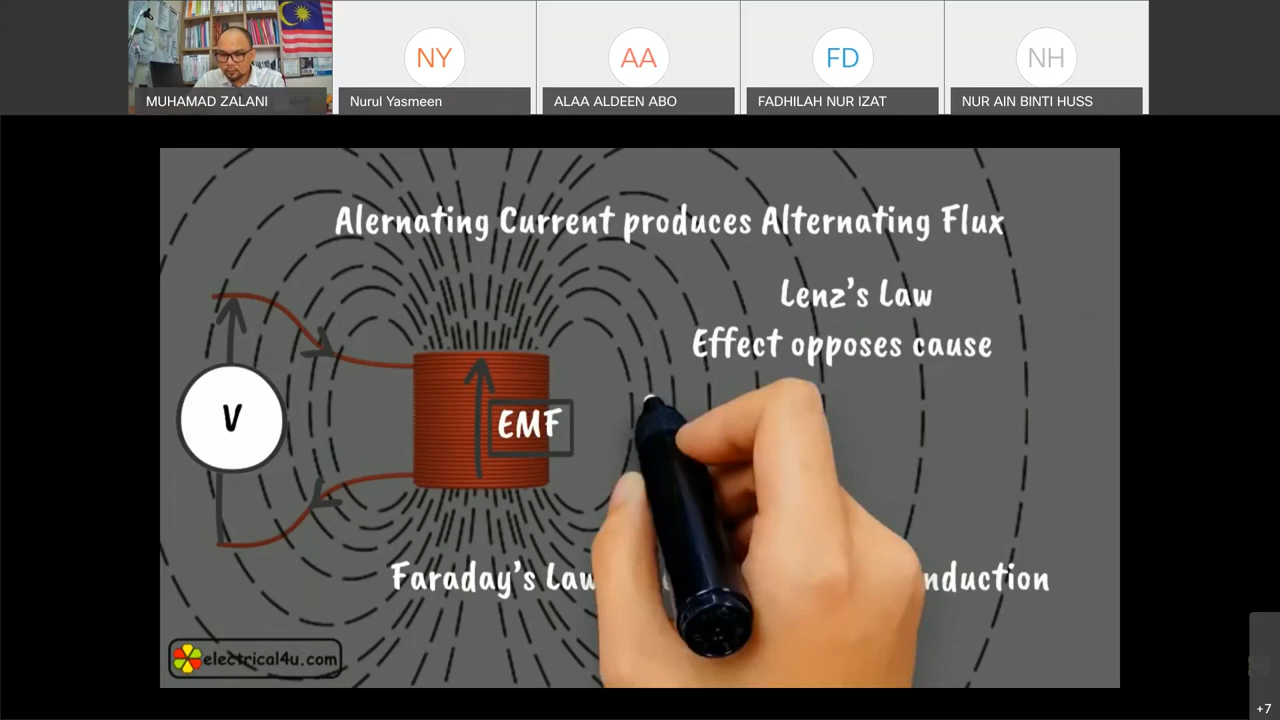 NY
AA
FD
NH
MUHAMAD ZALANI
Nurul Yasmeen
ALAA ALDEEN ABO
FADHILAH NUR IZAT
NUR AIN BINTI HUSS
Alernating Current produces Alternating Flux
Lenz's Law
Effect opposes cause
V
EMF
Faraday's Law nduction
electrical4u.com
+7